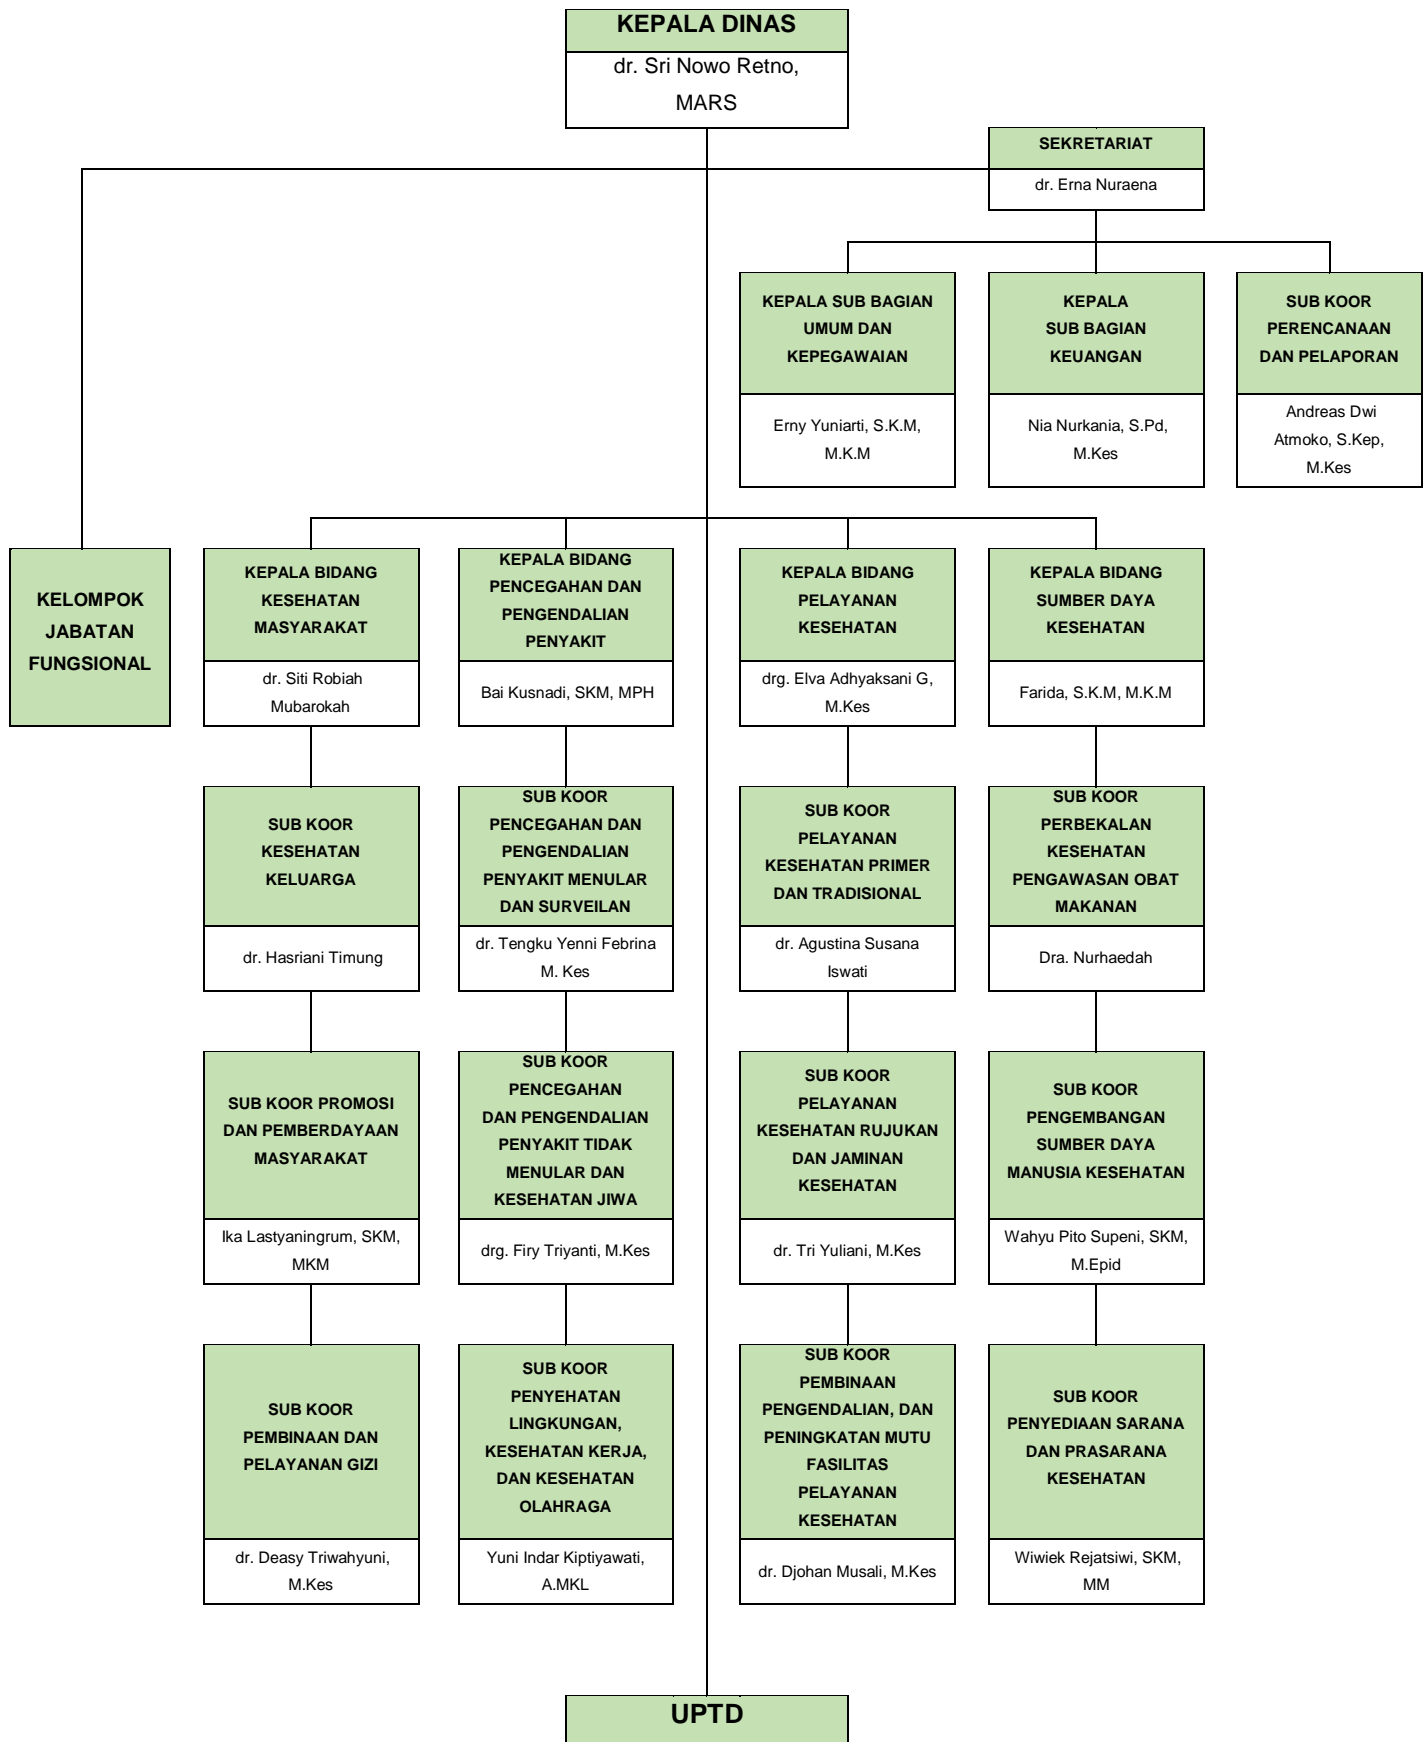 KEPALA DINAS
dr. Sri Nowo Retno,
MARS
SEKRETARIAT
dr. Erna Nuraena
KEPALA SUB BAGIAN
UMUM DAN
KEPEGAWAIAN
Erny Yuniarti, S.K.M,
M.K.M
KEPALA
SUB BAGIAN
KEUANGAN
Nia Nurkania, S.Pd,
M.Kes
SUB KOOR
PERENCANAAN
DAN PELAPORAN
Andreas Dwi
Atmoko, S.Kep,
M.Kes
KELOMPOK
JABATAN
FUNGSIONAL
KEPALA BIDANG
KESEHATAN
MASYARAKAT
dr. Siti Robiah
Mubarokah
KEPALA BIDANG
PENCEGAHAN DAN
PENGENDALIAN
PENYAKIT
Bai Kusnadi, SKM, MPH
KEPALA BIDANG
PELAYANAN
KESEHATAN
drg. Elva Adhyaksani G,
M.Kes
KEPALA BIDANG
SUMBER DAYA
KESEHATAN
Farida, S.K.M, M.K.M
SUB KOOR
KESEHATAN
KELUARGA
dr. Hasriani Timung
SUB KOOR
PENCEGAHAN DAN
PENGENDALIAN
PENYAKIT MENULAR
DAN SURVEILAN
dr. Tengku Yenni Febrina
M. Kes
SUB KOOR
PELAYANAN
KESEHATAN PRIMER
DAN TRADISIONAL
dr. Agustina Susana
Iswati
SUB KOOR
PERBEKALAN
KESEHATAN
PENGAWASAN OBAT
MAKANAN
Dra. Nurhaedah
SUB KOOR PROMOSI
DAN PEMBERDAYAAN
MASYARAKAT
Ika Lastyaningrum, SKM,
MKM
SUB KOOR
PENCEGAHAN
DAN PENGENDALIAN
PENYAKIT TIDAK
MENULAR DAN
KESEHATAN JIWA
drg. Firy Triyanti, M.Kes
SUB KOOR
PELAYANAN
KESEHATAN RUJUKAN
DAN JAMINAN
KESEHATAN
dr. Tri Yuliani, M.Kes
SUB KOOR
PENGEMBANGAN
SUMBER DAYA
MANUSIA KESEHATAN
Wahyu Pito Supeni, SKM,
M.Epid
SUB KOOR
PEMBINAAN DAN
PELAYANAN GIZI
dr. Deasy Triwahyuni,
M.Kes
SUB KOOR
PENYEHATAN
LINGKUNGAN,
KESEHATAN KERJA,
DAN KESEHATAN
OLAHRAGA
Yuni Indar Kiptiyawati,
A.MKL
SUB KOOR
PEMBINAAN
PENGENDALIAN, DAN
PENINGKATAN MUTU
FASILITAS
PELAYANAN
KESEHATAN
dr. Djohan Musali, M.Kes
SUB KOOR
PENYEDIAAN SARANA
DAN PRASARANA
KESEHATAN
Wiwiek Rejatsiwi, SKM,
MM
UPTD